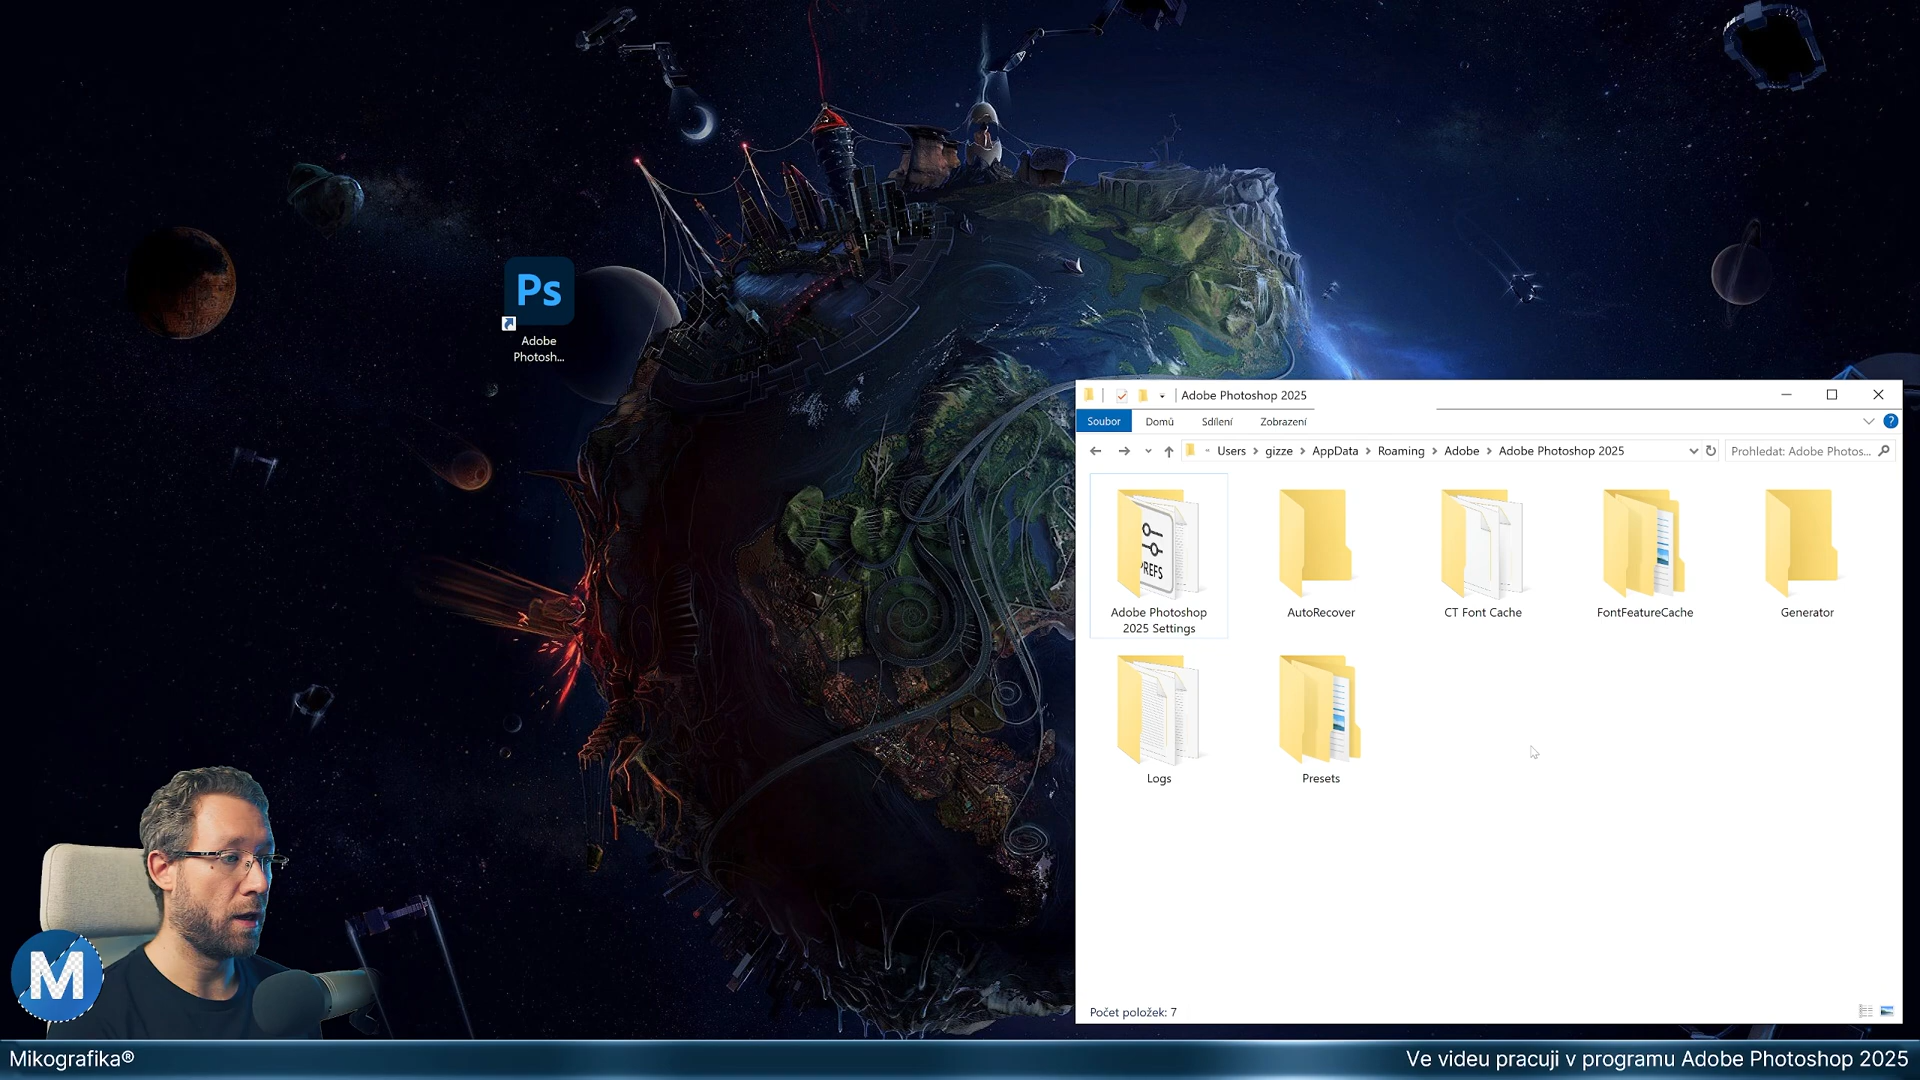 Ps
Adobe
Photosh...
Adobe Photoshop 2025
Soubor
Domů
Sdílení
Zobrazení
?
Users
gizze
AppData
Roaming
Adobe
Adobe Photoshop 2025
Prohledat: Adobe Photos...
PREFS
Adobe Photoshop
2025 Settings
AutoRecover
CT Font Cache
FontFeatureCache
Generator
Logs
Presets
Počet položek: 7
M
Mikografika®
Ve videu pracuji v programu Adobe Photoshop 2025